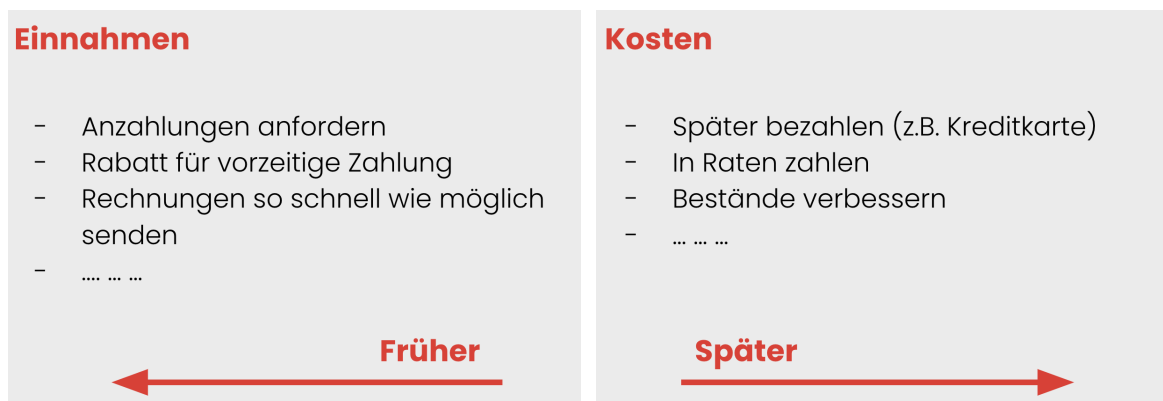 Einnahmen
- Anzahlungen anfordern
- Rabatt für vorzeitige Zahlung
- Rechnungen so schnell wie möglich
senden
- .... ... ...
Früher
Kosten
- Später bezahlen (z.B. Kreditkarte)
- In Raten zahlen
- Bestände verbessern
- ... ... ...
Später